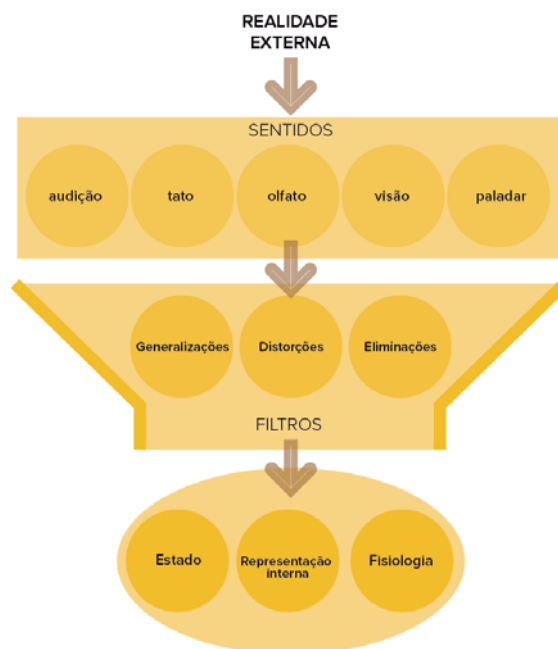 REALIDADE
EXTERNA
SENTIDOS
audição
tato
olfato
visão
paladar
Generalizações
Distorções
Eliminações
FILTROS
Estado
Representação
interna
Fisiologia